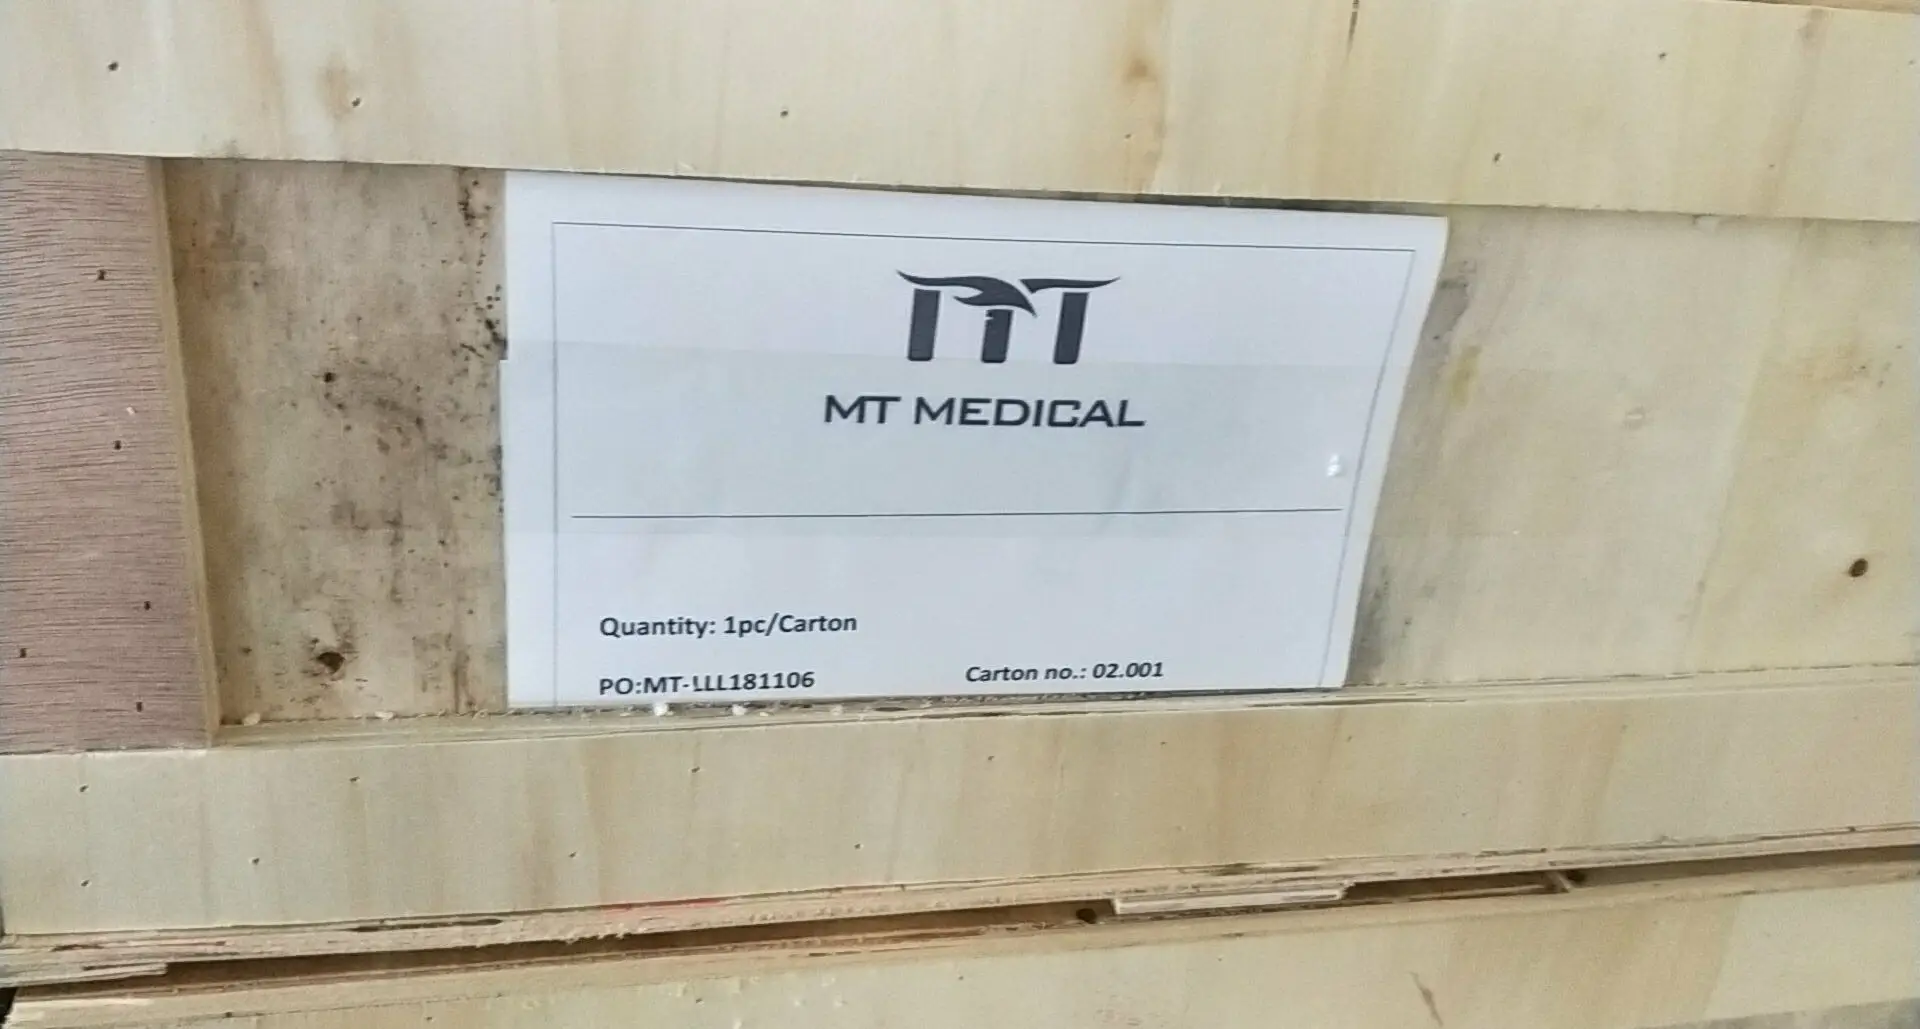 MT
MT MEDICAL
Quantity: 1pc/Carton
PO:MT-LLL181106
Carton no.: 02.001